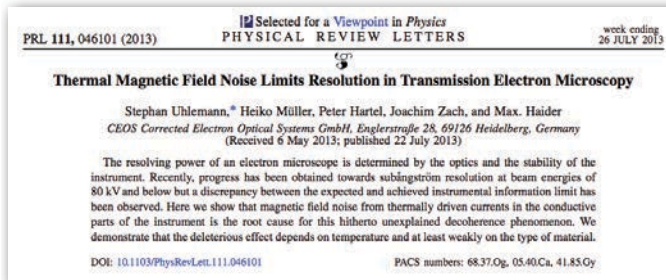 Selected for a Viewpoint in Physics
PRL 111, 046101 (2013)
PHYSICAL REVIEW LETTERS
week ending
26 JULY 2013
Thermal Magnetic Field Noise Limits Resolution in Transmission Electron Microscopy
Stephan Uhlemann,* Heiko Müller, Peter Hartel, Joachim Zach, and Max. Haider
CEOS Corrected Electron Optical Systems GmbH, Englerstraße 28, 69126 Heidelberg, Germany
(Received 6 May 2013; published 22 July 2013)
The resolving power of an electron microscope is determined by the optics and the stability of the
instrument. Recently, progress has been obtained towards subångström resolution at beam energies of
80 kV and below but a discrepancy between the expected and achieved instrumental information limit has
been observed. Here we show that magnetic field noise from thermally driven currents in the conductive
parts of the instrument is the root cause for this hitherto unexplained decoherence phenomenon. We
demonstrate that the deleterious effect depends on temperature and at least weakly on the type of material.
DOI: 10.1103/PhysRevLett.111.046101
PACS numbers: 68.37.Og, 05.40.Ca, 41.85.Gy